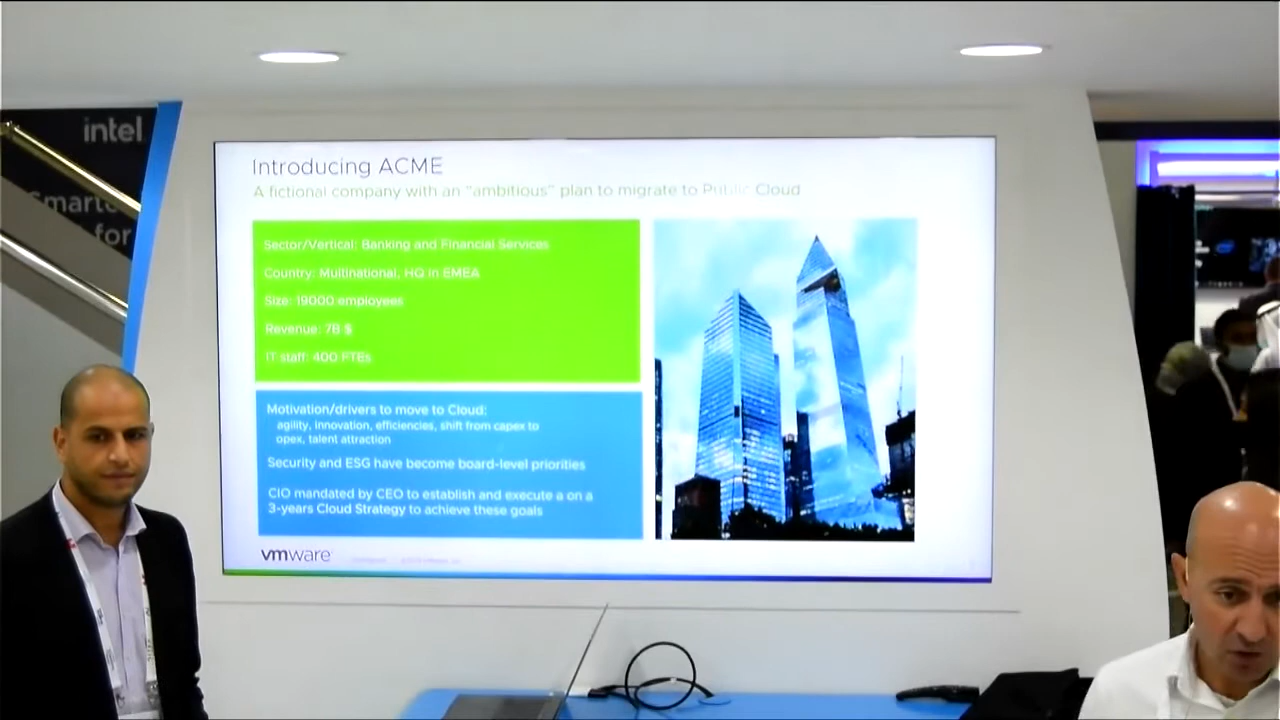 intel
Smart
for
Introducing ACME
A fictional company with an "ambitious" plan to migrate to Public Cloud
Sector/Vertical: Banking and Financial Services
Country: Multinational, HQ in EMEA
Size: 19000 employees
Revenue: 7B $
IT staff: 400 FTEs
Motivation/drivers to move to Cloud:
agility, innovation, efficiencies, shift from capex to
opex, talent attraction
Security and ESG have become board-level priorities
CIO mandated by CEO to establish and execute a on a
3-years Cloud Strategy to achieve these goals
vmware